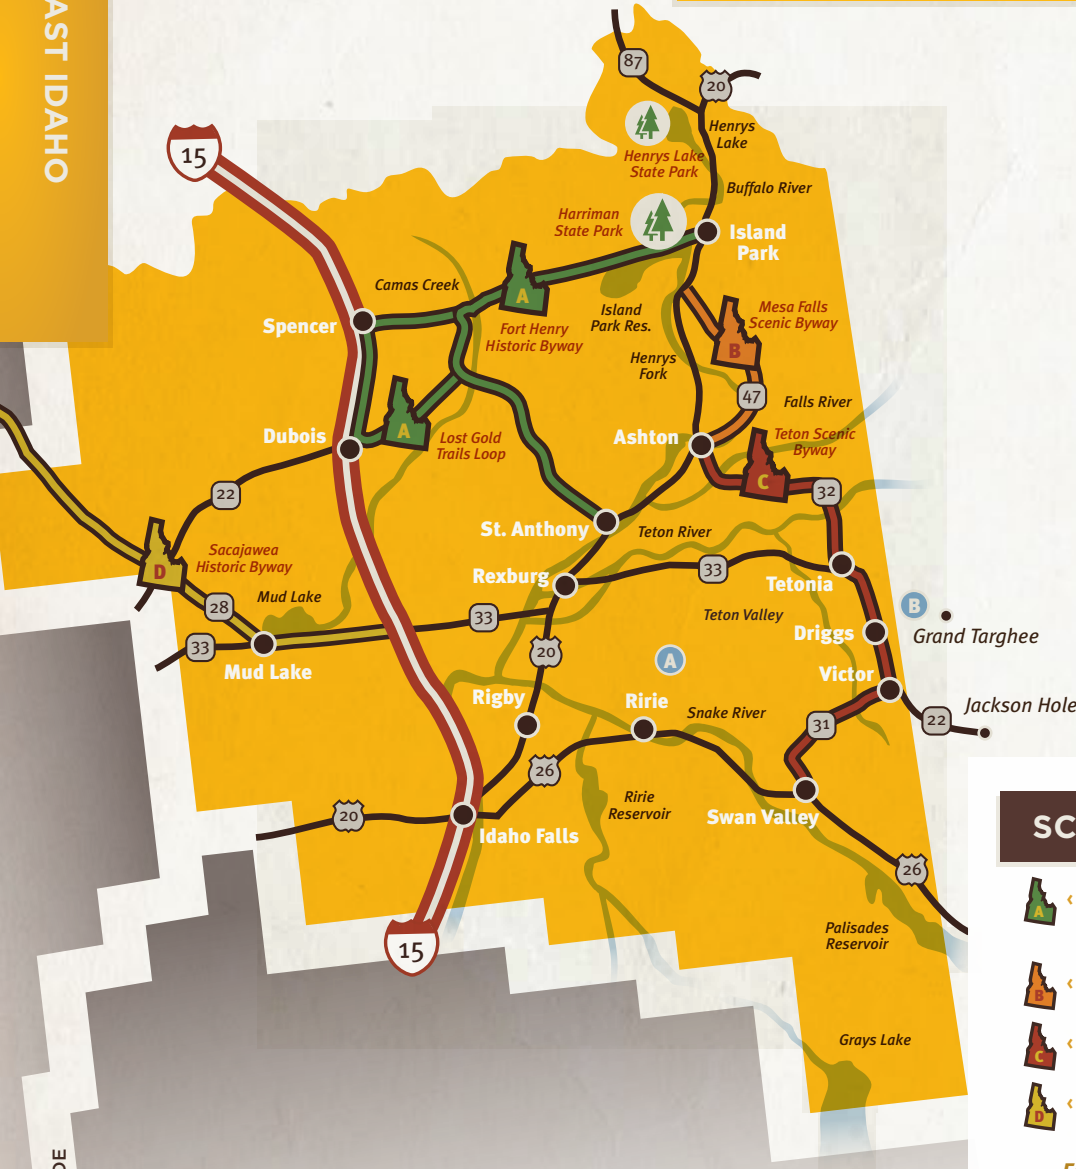 AST IDAHO
87
20
Henrys
Lake
Henrys Lake
State Park
15
Buffalo River
Harriman
State Park
Island
Park
Camas Creek
A
Fort Henry
Historic Byway
Island
Park Res.
Mesa Falls
Scenic Byway
B
Spencer
Henrys
Fork
47
Falls River
Dubois
A
Lost Gold
Trails Loop
Ashton
Teton Scenic
Byway
C
32
22
St. Anthony
Teton River
Sacajawea
Historic Byway
D
Rexburg
33
Tetonia
28
Mud Lake
33
Teton Valley
B
Grand Targhee
33
Mud Lake
20
A
Driggs
Victor
Rigby
Ririe
Snake River
31
22
Jackson Hole
26
Ririe
Reservoir
Swan Valley
20
Idaho Falls
26
SC
A
‹
15
Palisades
Reservoir
B
‹
Grays Lake
C
‹
D
‹
DE